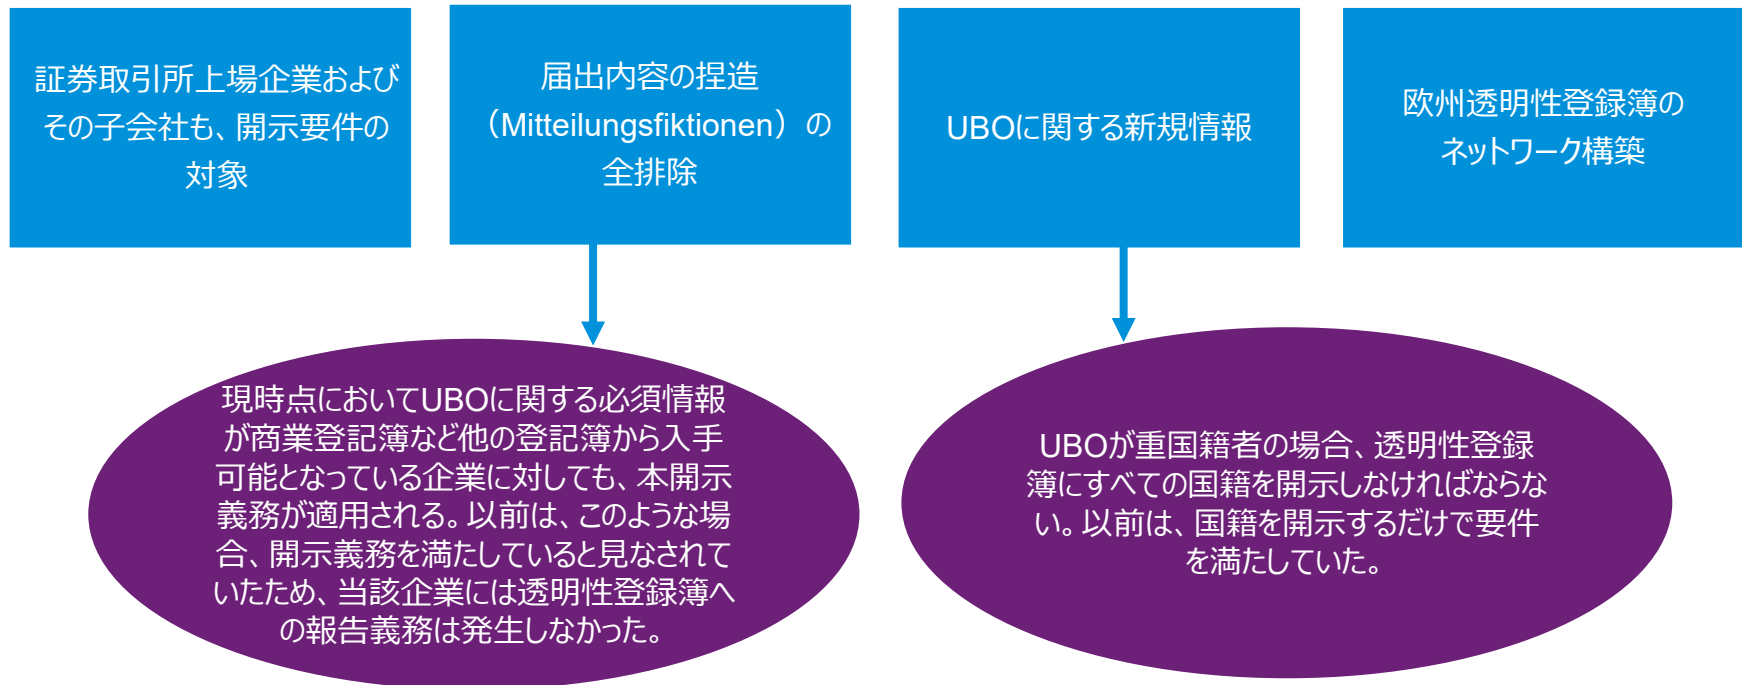 証券取引所上場企業および
その子会社も、開示要件の
対象
届出内容の捏造
（Mitteilungsfiktionen）の
全排除
UBOに関する新規情報
欧州透明性登録簿の
ネットワーク構築
現時点においてUBOに関する必須情報
が商業登記簿など他の登記簿から入手
可能となっている企業に対しても、本開示
義務が適用される。以前は、このような場
合、開示義務を満たしていると見なされて
いたため、当該企業には透明性登録簿へ
の報告義務は発生しなかった。
UBOが重国籍者の場合、透明性登録
簿にすべての国籍を開示しなければならな
い。以前は、国籍を開示するだけで要件
を満たしていた。